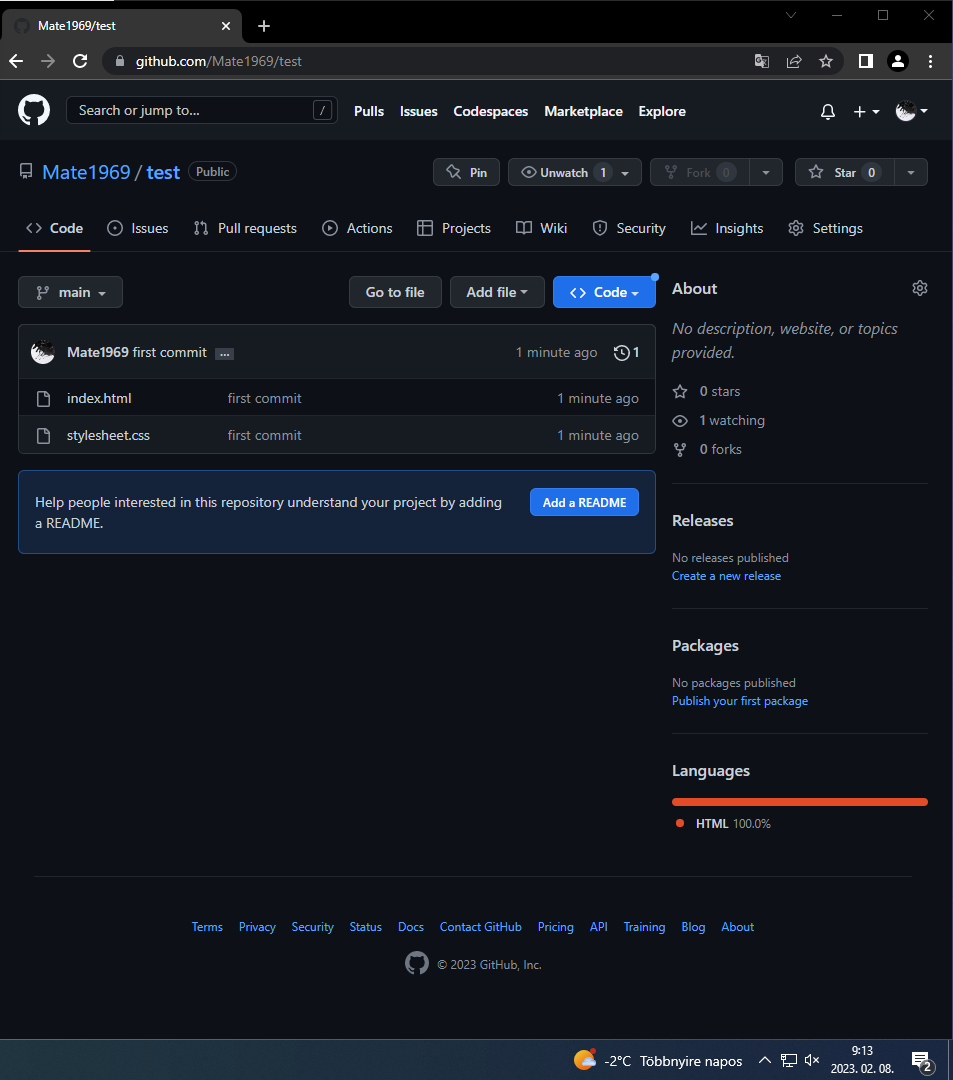 Mate1969/test
github.com/Mate1969/test
Search or jump to... /
Pulls Issues Codespaces Marketplace Explore
Mate1969 / test Public
Pin Unwatch 1 Fork 0 Star 0
Code Issues Pull requests Actions Projects Wiki Security Insights Settings
main Go to file Add file Code
Mate1969 first commit ... 1 minute ago 1
index.html first commit 1 minute ago
stylesheet.css first commit 1 minute ago
Help people interested in this repository understand your project by adding
a README.
Add a README
About
No description, website, or topics
provided.
0 stars
1 watching
0 forks
Releases
No releases published
Create a new release
Packages
No packages published
Publish your first package
Languages
HTML 100.0%
Terms Privacy Security Status Docs Contact GitHub Pricing API Training Blog About
© 2023 GitHub, Inc.
-2°C Többnyire napos
9:13
2023. 02. 08.
2